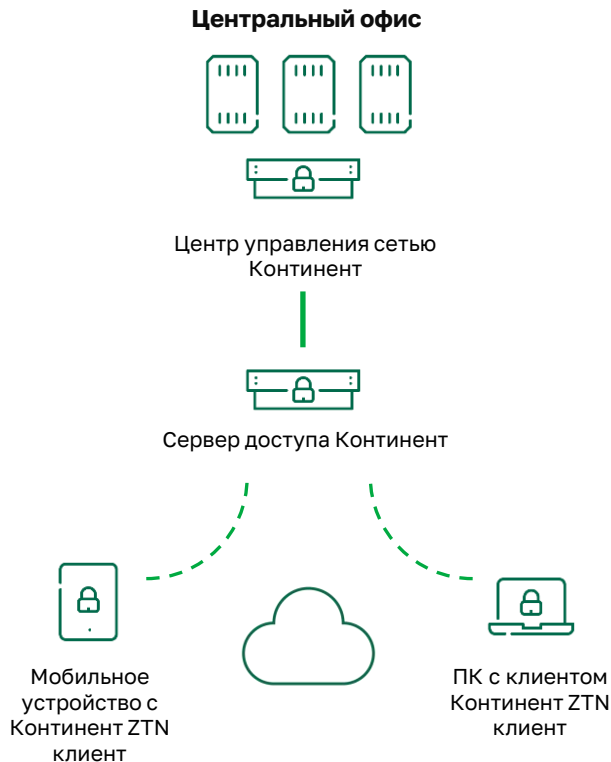 Центральный офис
Центр управления сетью
Континент
Сервер доступа Континент
Мобильное
устройство с
Континент ZTN
клиент
ПК с клиентом
Континент ZTN
клиент